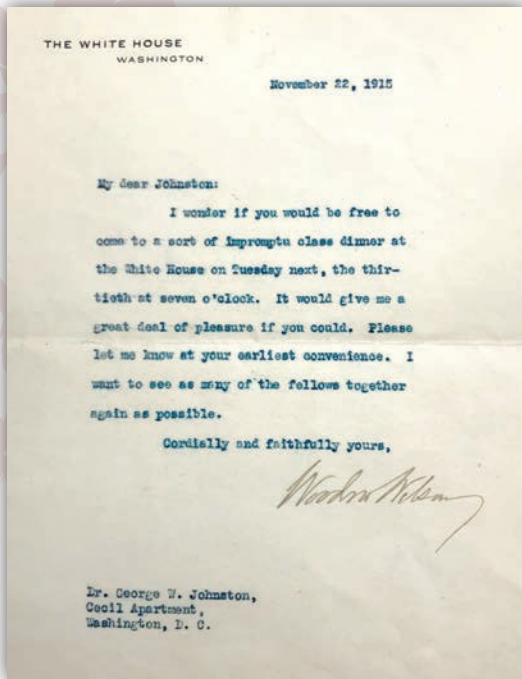 THE WHITE HOUSE
WASHINGTON
November 22, 1915
My dear Johnston:
I wonder if you would be free to
come to a sort of impromptu class dinner at
the White House on Tuesday next, the thir-
tieth at seven o'clock. It would give me a
great deal of pleasure if you could. Please
let me know at your earliest convenience. I
want to see as many of the fellows together
again as possible.
Cordially and faithfully yours,
Woodrow Wilson
Dr. George W. Johnston,
Cecil Apartment,
Washington, D. C.